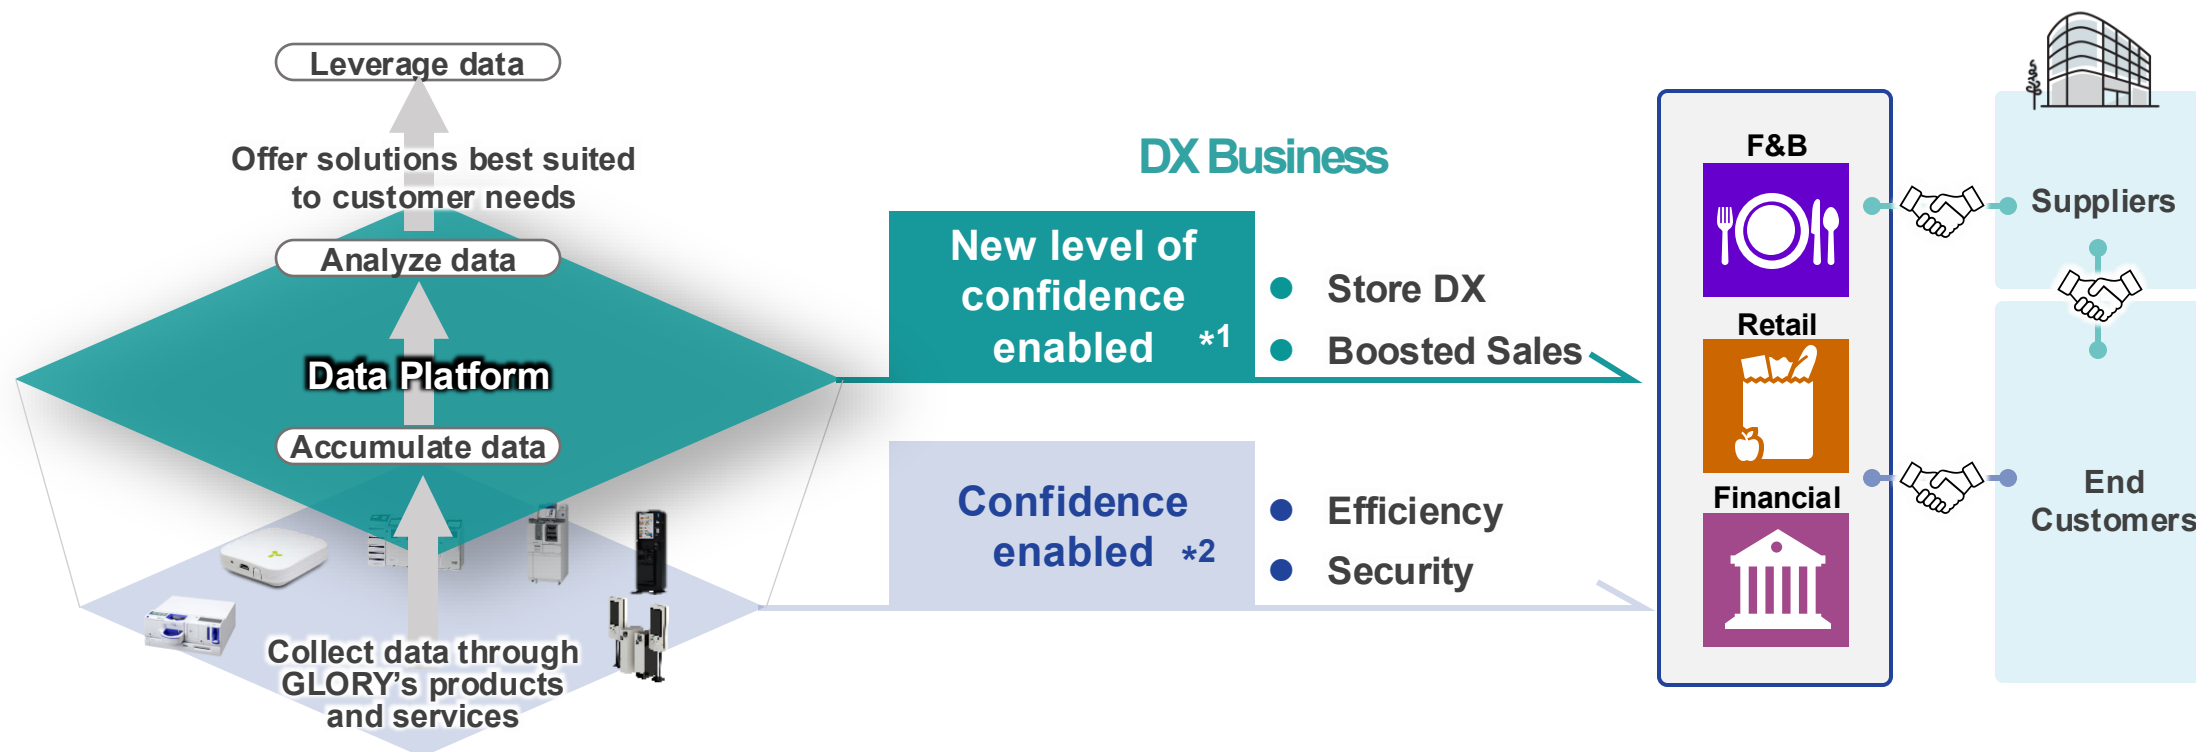 Leverage data
Offer solutions best suited
to customer needs
Analyze data
Data Platform
Accumulate data
Collect data through
GLORY’s products
and services
DX Business
New level of
confidence
enabled *1
Store DX
Boosted Sales
Confidence
enabled *2
Efficiency
Security
F&B
Retail
Financial
Suppliers
End
Customers